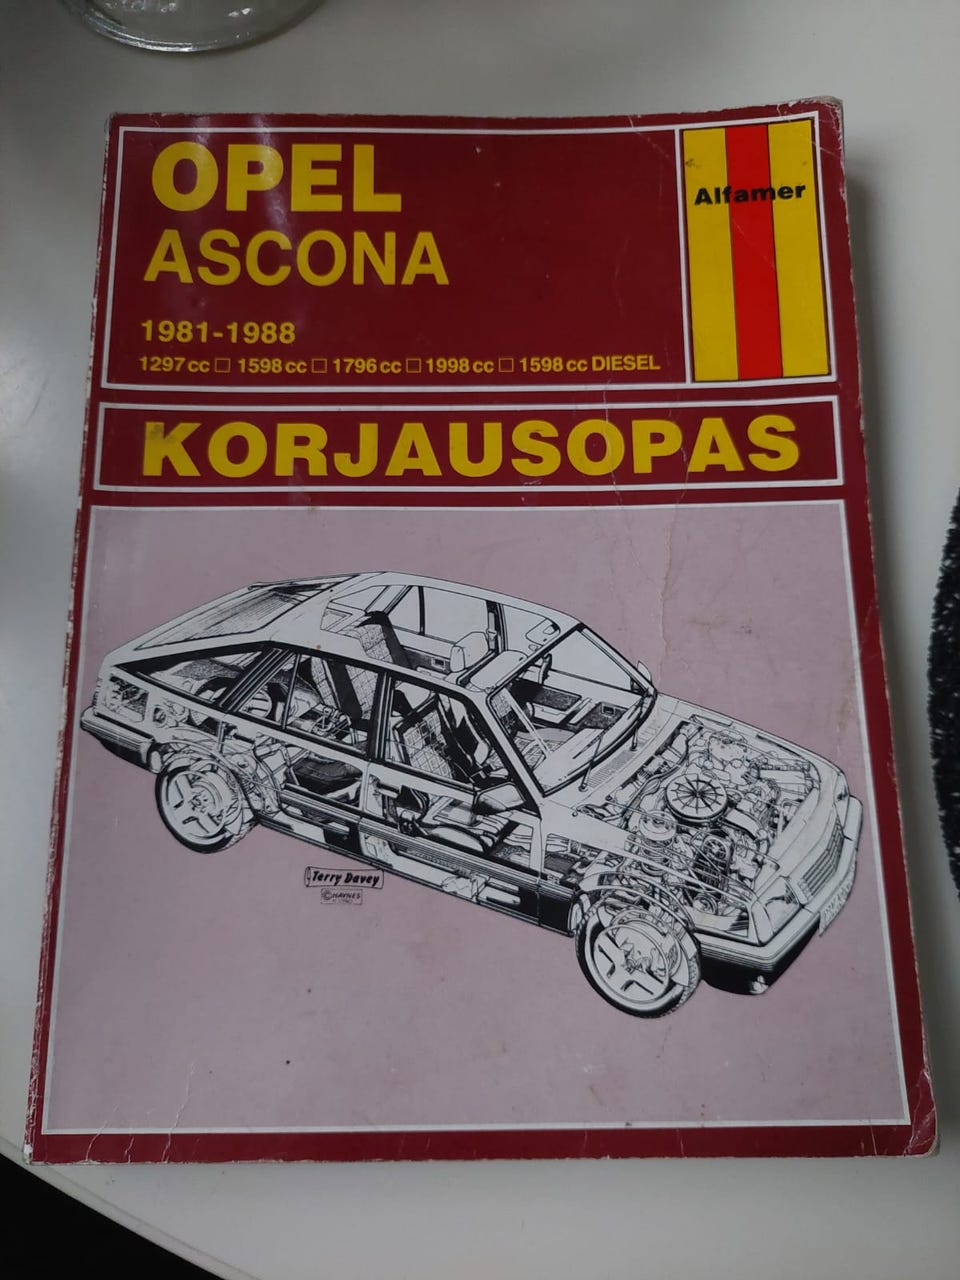 OPEL
ASCONA
1981-1988
1297 cc □ 1598 cc □ 1796 cc □ 1998 cc □ 1598 cc DIESEL
Alfamer
KORJAUSOPAS
Terry Davey
© HAYNES